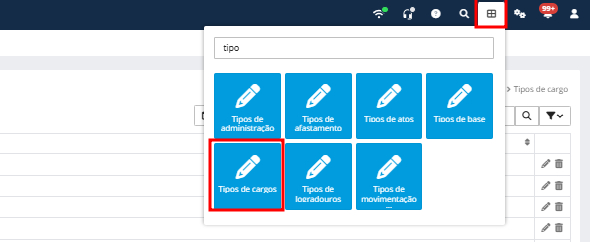 99+
tipo
> Tipos de cargo
Tipos de
administração
Tipos de
afastamento
Tipos de atos
Tipos de base
Tipos de cargos
Tipos de
logradouros
Tipos de
movimentação
...